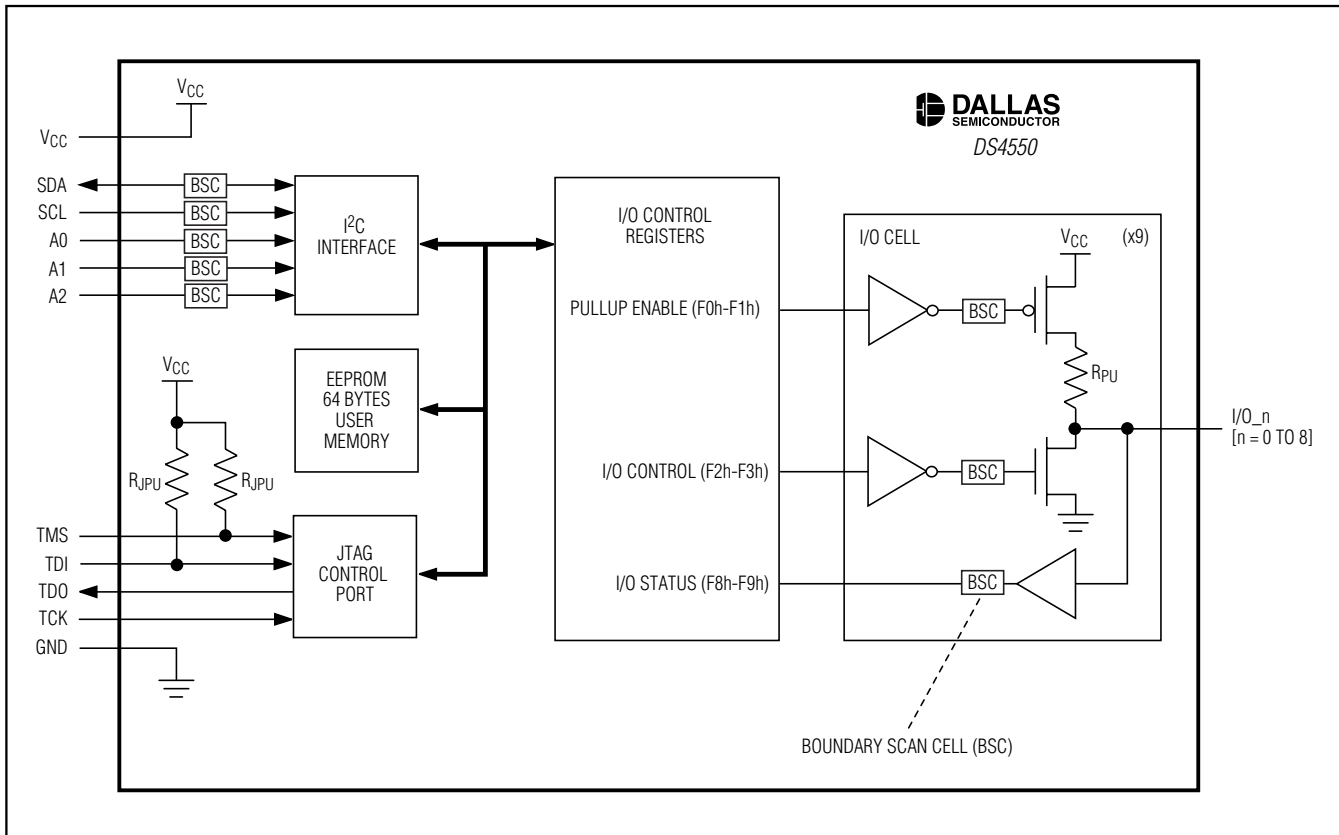 DALLAS
SEMICONDUCTOR
DS4550
VCC
VCC
SDA
BSC
SCL
BSC
A0
BSC
A1
BSC
A2
BSC
I2C
INTERFACE
EEPROM
64 BYTES
USER
MEMORY
VCC
RJPU
RJPU
TMS
TDI
TDO
TCK
GND
JTAG
CONTROL
PORT
I/O CONTROL
REGISTERS
PULLUP ENABLE (F0h-F1h)
I/O CONTROL (F2h-F3h)
I/O STATUS (F8h-F9h)
I/O CELL
VCC
(x9)
BSC
RPU
BSC
BSC
I/O_n
[n = 0 TO 8]
BOUNDARY SCAN CELL (BSC)